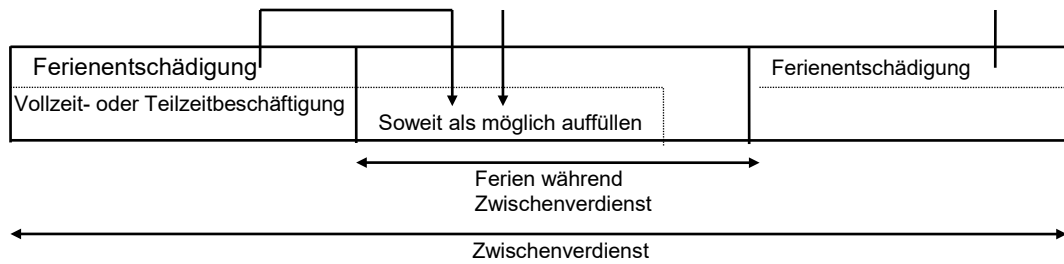 Ferienentschädigung
Ferienentschädigung
Vollzeit- oder Teilzeitbeschäftigung
Soweit als möglich auffüllen
Ferien während
Zwischenverdienst
Zwischenverdienst